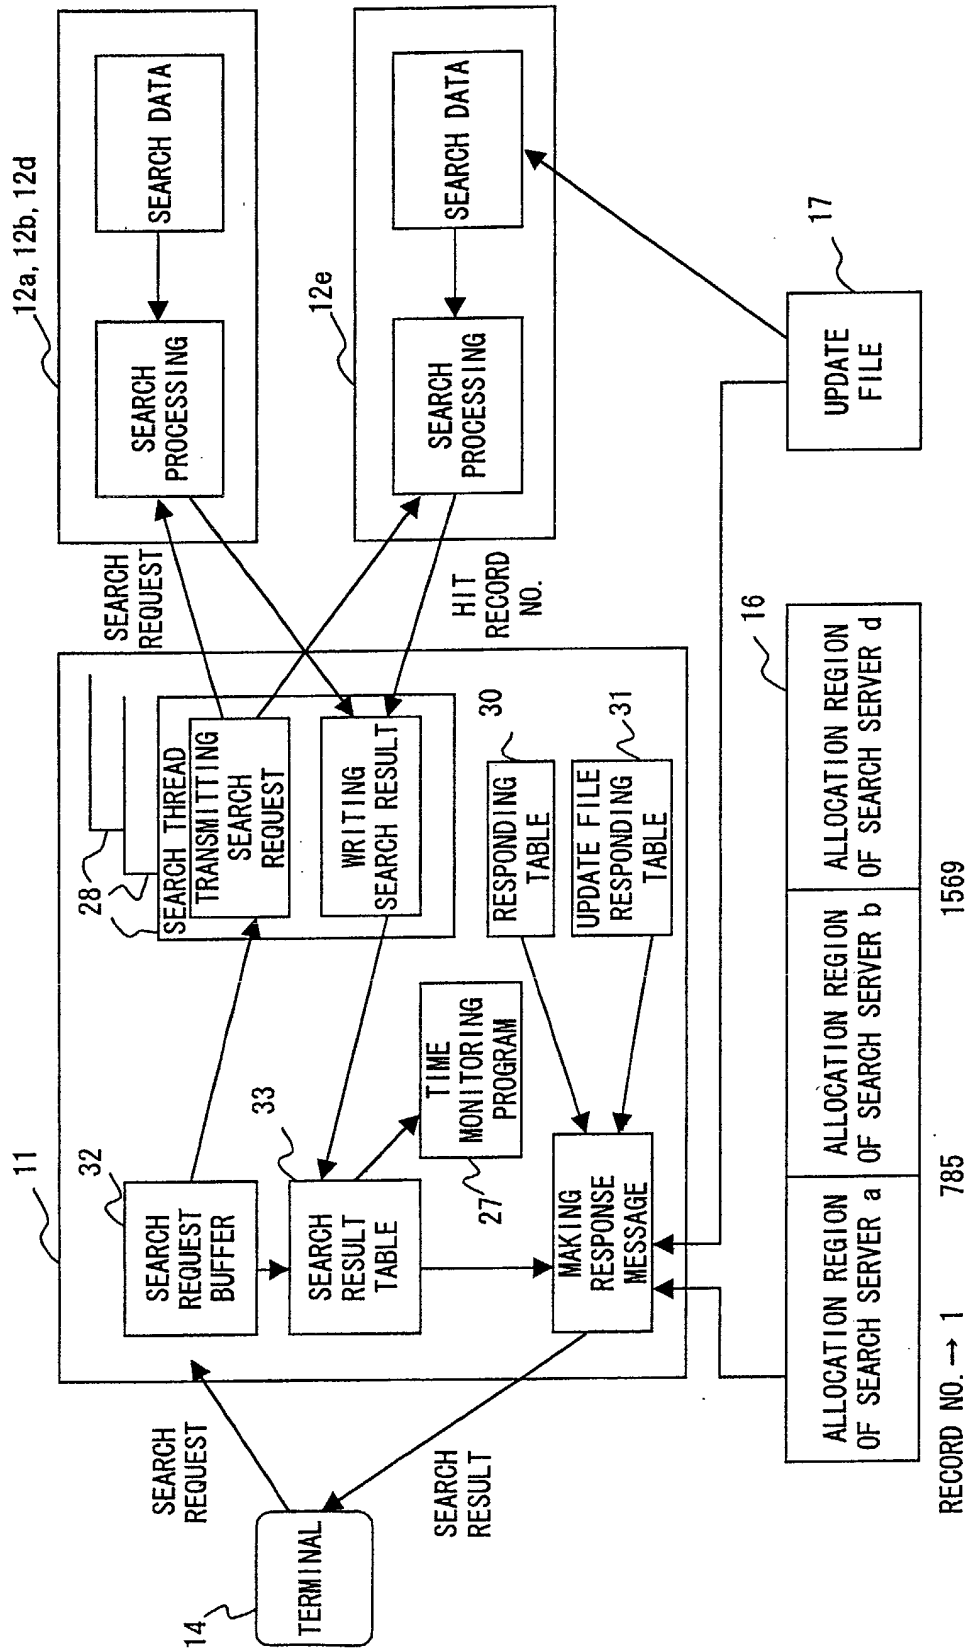 14
TERMINAL
SEARCH
REQUEST
SEARCH
RESULT
11
32
SEARCH
REQUEST
BUFFER
33
SEARCH
RESULT
TABLE
TIME
MONITORING
PROGRAM
27
MAKING
RESPONSE
MESSAGE
28
SEARCH THREAD
TRANSMITTING
SEARCH
REQUEST
WRITING
SEARCH RESULT
RESPONDING
TABLE
30
UPDATE FILE
RESPONDING
TABLE
31
SEARCH
REQUEST
HIT
RECORD
NO.
12a, 12b, 12d
SEARCH
PROCESSING
SEARCH DATA
12e
SEARCH
PROCESSING
SEARCH DATA
UPDATE
FILE
17
16
ALLOCATION REGION
OF SEARCH SERVER a
ALLOCATION REGION
OF SEARCH SERVER b
ALLOCATION REGION
OF SEARCH SERVER d
RECORD NO. → 1
785
1569